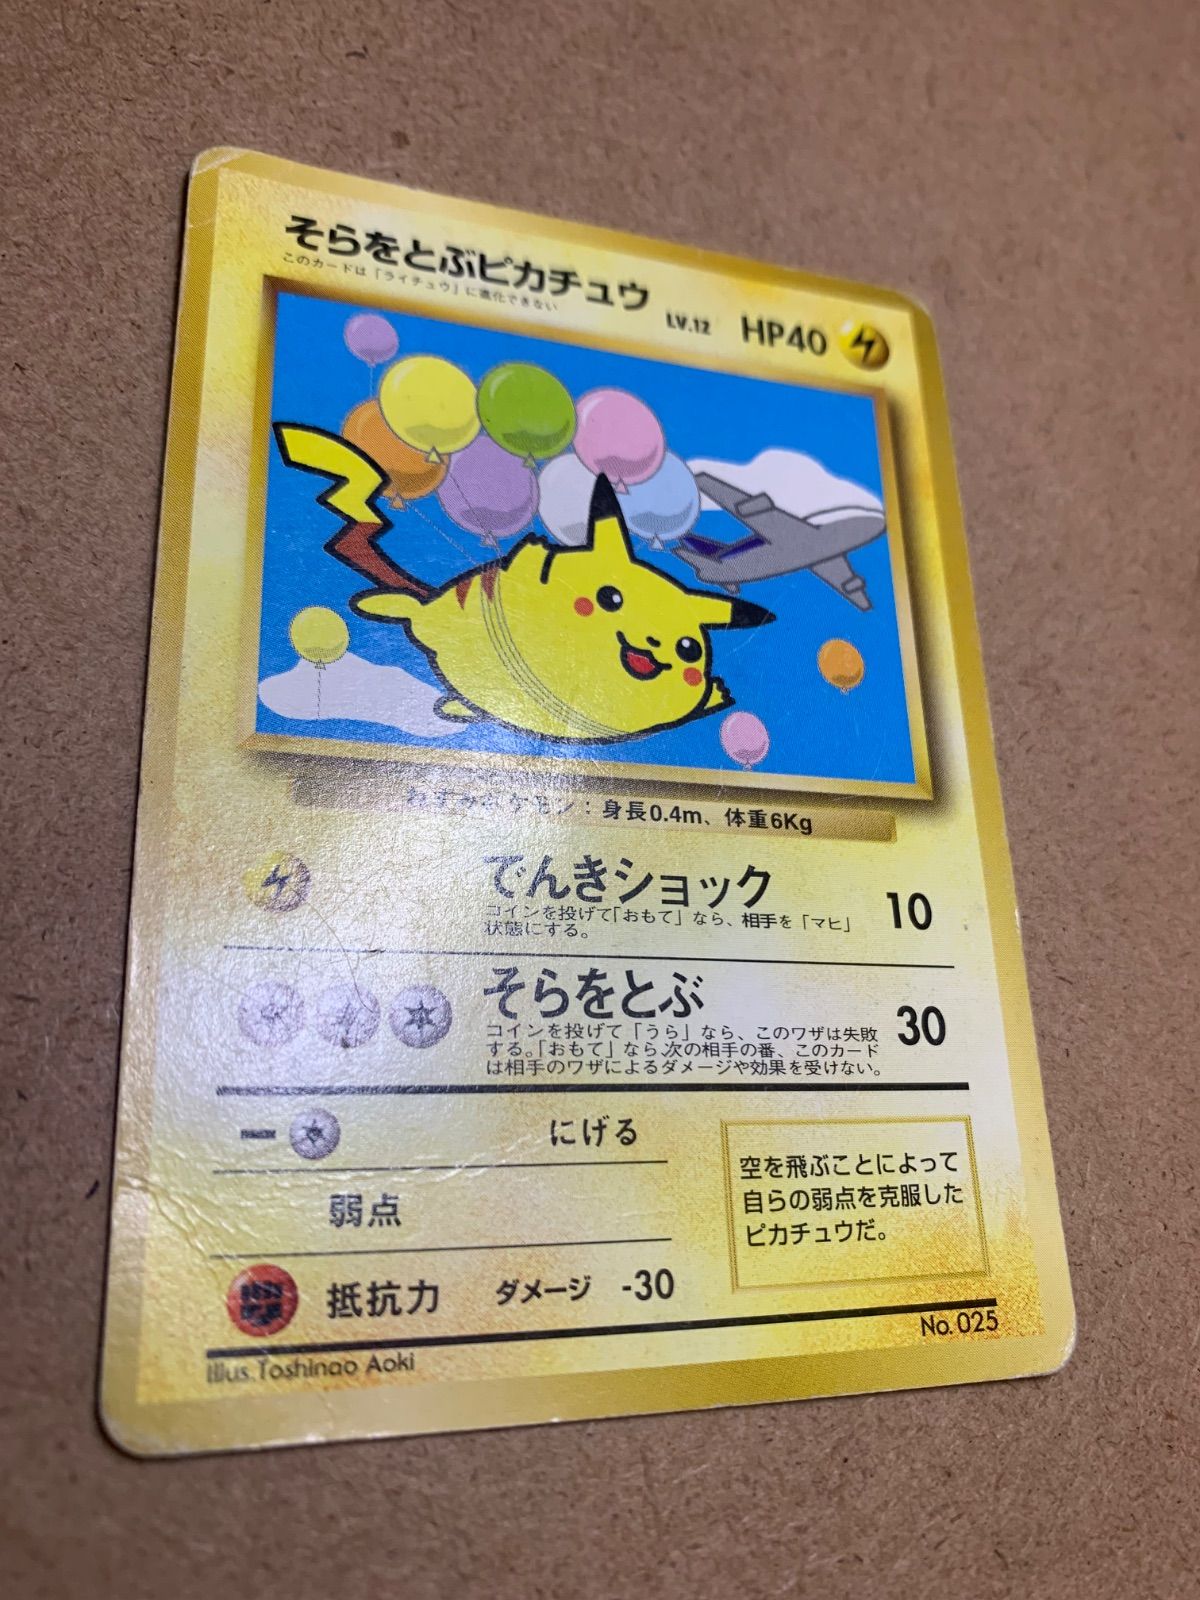 そらをとぶピカチュウ
LV.12 HP40
このカードは「ライチュウ」に進化できない
ねずみポケモン：身長0.4m、体重6Kg
でんきショック 10
コインを投げて「おもて」なら、相手を「マヒ」
状態にする。
そらをとぶ 30
コインを投げて「うら」なら、このワザは失敗
する。「おもて」なら、次の相手の番、このカード
は相手のワザによるダメージや効果を受けない。
にげる
弱点
抵抗力 ダメージ -30
空を飛ぶことによって
自らの弱点を克服した
ピカチュウだ。
Illus.Toshinao Aoki
No.025